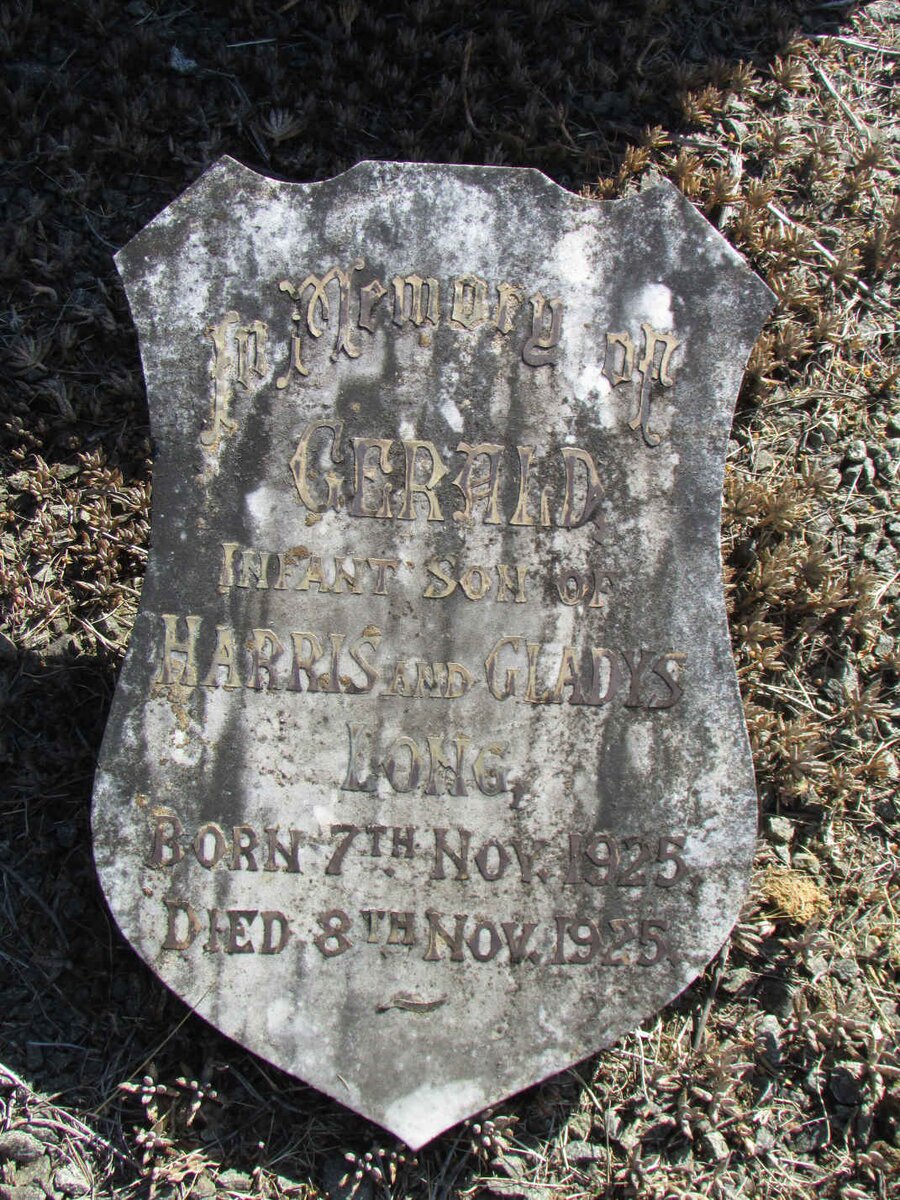 In Memory of
GERALD
INFANT SON OF
HARRIS AND GLADYS
LONG,
BORN 7TH NOV. 1925,
DIED 8TH NOV. 1925.